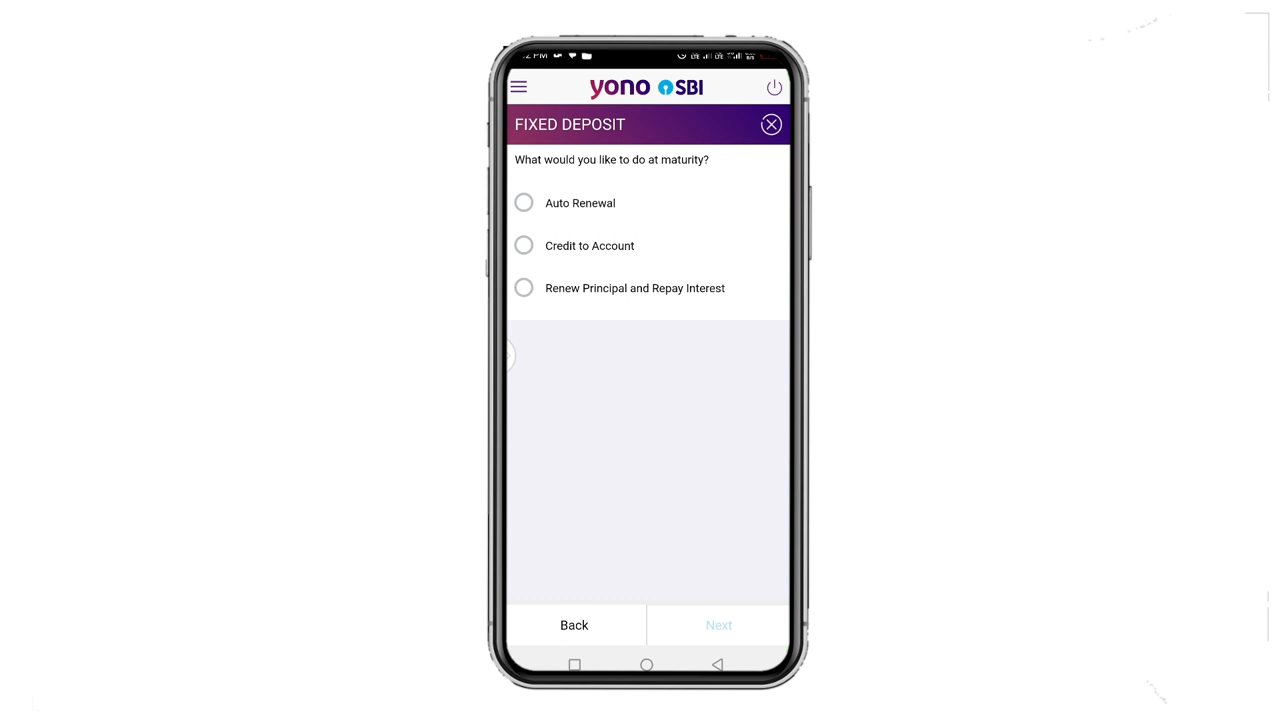 yono SBI
FIXED DEPOSIT
What would you like to do at maturity?
Auto Renewal
Credit to Account
Renew Principal and Repay Interest
Back
Next